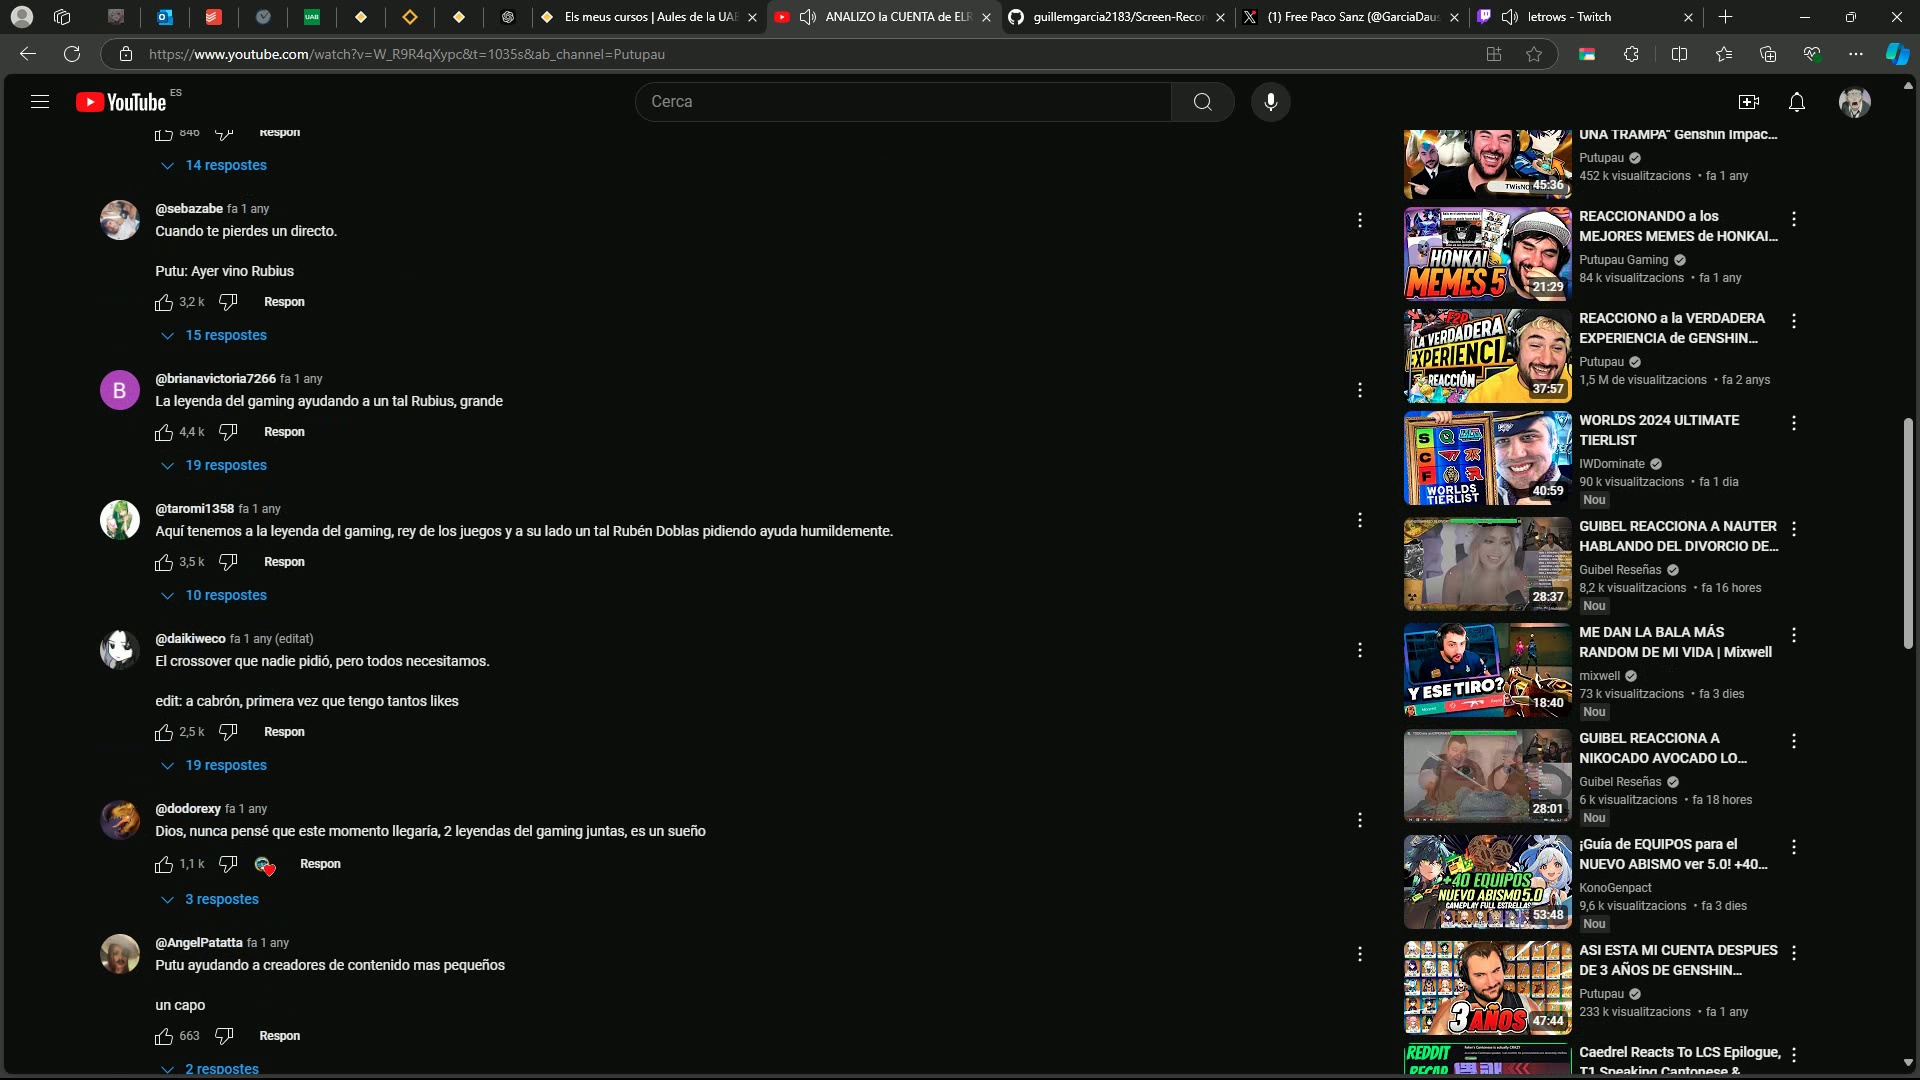 UAB
Els meus cursos | Aules de la UAB
ANALIZO la CUENTA de ELR
guillemgarcia2183/Screen-Recor
(1) Free Paco Sanz (@GarciaDaus
letrows - Twitch
https://www.youtube.com/watch?v=W_R9R4qXypc&t=1035s&ab_channel=Putupau
YouTube ES
Cerca
846 Respon
14 respostes
@sebazabe fa 1 any
Cuando te pierdes un directo.
Putu: Ayer vino Rubius
3,2 k Respon
15 respostes
B
@brianavictoria7266 fa 1 any
La leyenda del gaming ayudando a un tal Rubius, grande
4,4 k Respon
19 respostes
@taromi1358 fa 1 any
Aquí tenemos a la leyenda del gaming, rey de los juegos y a su lado un tal Rubén Doblas pidiendo ayuda humildemente.
3,5 k Respon
10 respostes
@daikiweco fa 1 any (editat)
El crossover que nadie pidió, pero todos necesitamos.
edit: a cabrón, primera vez que tengo tantos likes
2,5 k Respon
19 respostes
@dodorexy fa 1 any
Dios, nunca pensé que este momento llegaría, 2 leyendas del gaming juntas, es un sueño
1,1 k Respon
3 respostes
@AngelPatatta fa 1 any
Putu ayudando a creadores de contenido mas pequeños
un capo
663 Respon
2 respostes
45:36
UNA TRAMPA" Genshin Impac...
Putupau
452 k visualitzacions • fa 1 any
HONKAI
MEMES 5
21:29
REACCIONANDO a los
MEJORES MEMES de HONKAI...
Putupau Gaming
84 k visualitzacions • fa 1 any
F2P
LA VERDADERA
EXPERIENCIA
REACCIÓN
37:57
REACCIONO a la VERDADERA
EXPERIENCIA de GENSHIN...
Putupau
1,5 M de visualitzacions • fa 2 anys
S
C
F
WORLDS
TIERLIST
40:59
WORLDS 2024 ULTIMATE
TIERLIST
IWDominate
90 k visualitzacions • fa 1 dia
Nou
28:37
GUIBEL REACCIONA A NAUTER
HABLANDO DEL DIVORCIO DE...
Guibel Reseñas
8,2 k visualitzacions • fa 16 hores
Nou
Y ESE TIRO?
18:40
ME DAN LA BALA MÁS
RANDOM DE MI VIDA | Mixwell
mixwell
73 k visualitzacions • fa 3 dies
Nou
28:01
GUIBEL REACCIONA A
NIKOCADO AVOCADO LO...
Guibel Reseñas
6 k visualitzacions • fa 18 hores
Nou
+40 EQUIPOS
NUEVO ABISMO 5.0
GAMEPLAY FULL ESTRELLAS
53:48
¡Guía de EQUIPOS para el
NUEVO ABISMO ver 5.0! +40...
KonoGenpact
9,6 k visualitzacions • fa 3 dies
Nou
3 AÑOS
47:44
ASI ESTA MI CUENTA DESPUES
DE 3 AÑOS DE GENSHIN...
Putupau
233 k visualitzacions • fa 1 any
REDDIT
RECAP
Caedrel Reacts To LCS Epilogue,
T1 Speaking Cantonese &